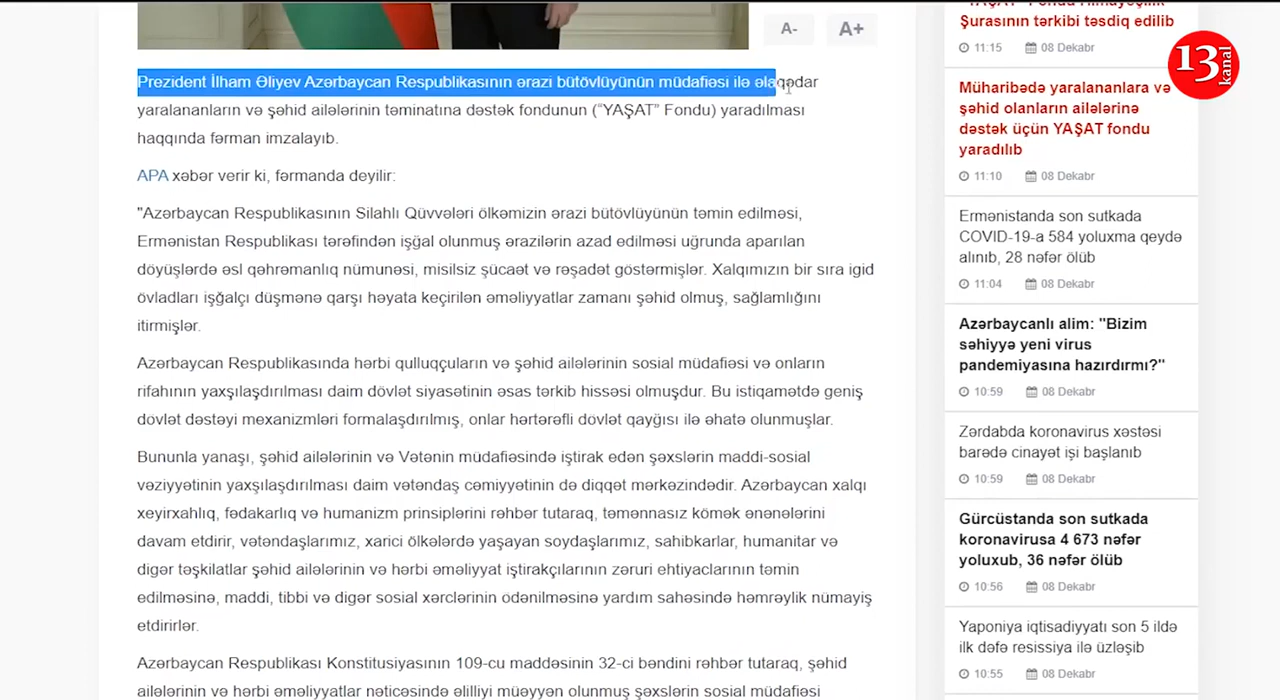 A-
A+
Prezident İlham Əliyev Azərbaycan Respublikasının ərazi bütövlüyünün müdafiəsi ilə əlaqədar
yaralananların və şəhid ailələrinin təminatına dəstək fondunun (“YAŞAT” Fondu) yaradılması
haqqında fərman imzalayıb.
APA xəbər verir ki, fərmanda deyilir:
"Azərbaycan Respublikasının Silahlı Qüvvələri ölkəmizin ərazi bütövlüyünün təmin edilməsi,
Ermənistan Respublikası tərəfindən işğal olunmuş ərazilərin azad edilməsi uğrunda aparılan
döyüşlərdə əsl qəhrəmanlıq nümunəsi, misilsiz şücaət və rəşadət göstərmişlər. Xalqımızın bir sıra igid
övladları işğalçı düşmənə qarşı həyata keçirilən əməliyyatlar zamanı şəhid olmuş, sağlamlığını
itirmişlər.
Azərbaycan Respublikasında hərbi qulluqçuların və şəhid ailələrinin sosial müdafiəsi və onların
rifahının yaxşılaşdırılması daim dövlət siyasətinin əsas tərkib hissəsi olmuşdur. Bu istiqamətdə geniş
dövlət dəstəyi mexanizmləri formalaşdırılmış, onlar hərtərəfli dövlət qayğısı ilə əhatə olunmuşlar.
Bununla yanaşı, şəhid ailələrinin və Vətənin müdafiəsində iştirak edən şəxslərin maddi-sosial
vəziyyətinin yaxşılaşdırılması daim vətəndaş cəmiyyətinin də diqqət mərkəzindədir. Azərbaycan xalqı
xeyirxahlıq, fədakarlıq və humanizm prinsiplərini rəhbər tutaraq, təmənnasız kömək ənənələrini
davam etdirir, vətəndaşlarımız, xarici ölkələrdə yaşayan soydaşlarımız, sahibkarlar, humanitar və
digər təşkilatlar şəhid ailələrinin və hərbi əməliyyat iştirakçılarının zəruri ehtiyaclarının təmin
edilməsinə, maddi, tibbi və digər sosial xərclərinin ödənilməsinə yardım sahəsində həmrəylik nümayiş
etdirirlər.
Azərbaycan Respublikası Konstitusiyasının 109-cu maddəsinin 32-ci bəndini rəhbər tutaraq, şəhid
ailələrinin və hərbi əməliyyatlar nəticəsində əlilliyi müəyyən olunmuş şəxslərin sosial müdafiəsi
"YAŞAT" Fondu Himayəçilik
Şurasının tərkibi təsdiq edilib
11:15 08 Dekabr
Müharibədə yaralananlara və
şəhid olanların ailələrinə
dəstək üçün YAŞAT fondu
yaradılıb
11:10 08 Dekabr
Ermənistanda son sutkada
COVID-19-a 584 yoluxma qeydə
alınıb, 28 nəfər ölüb
11:04 08 Dekabr
Azərbaycanlı alim: "Bizim
səhiyyə yeni virus
pandemiyasına hazırdırmı?"
10:59 08 Dekabr
Zərdabda koronavirus xəstəsi
barədə cinayət işi başlanıb
10:59 08 Dekabr
Gürcüstanda son sutkada
koronavirusa 4 673 nəfər
yoluxub, 36 nəfər ölüb
10:56 08 Dekabr
Yaponiya iqtisadiyyatı son 5 ildə
ilk dəfə resissiya ilə üzləşib
10:55 08 Dekabr
13 kanal